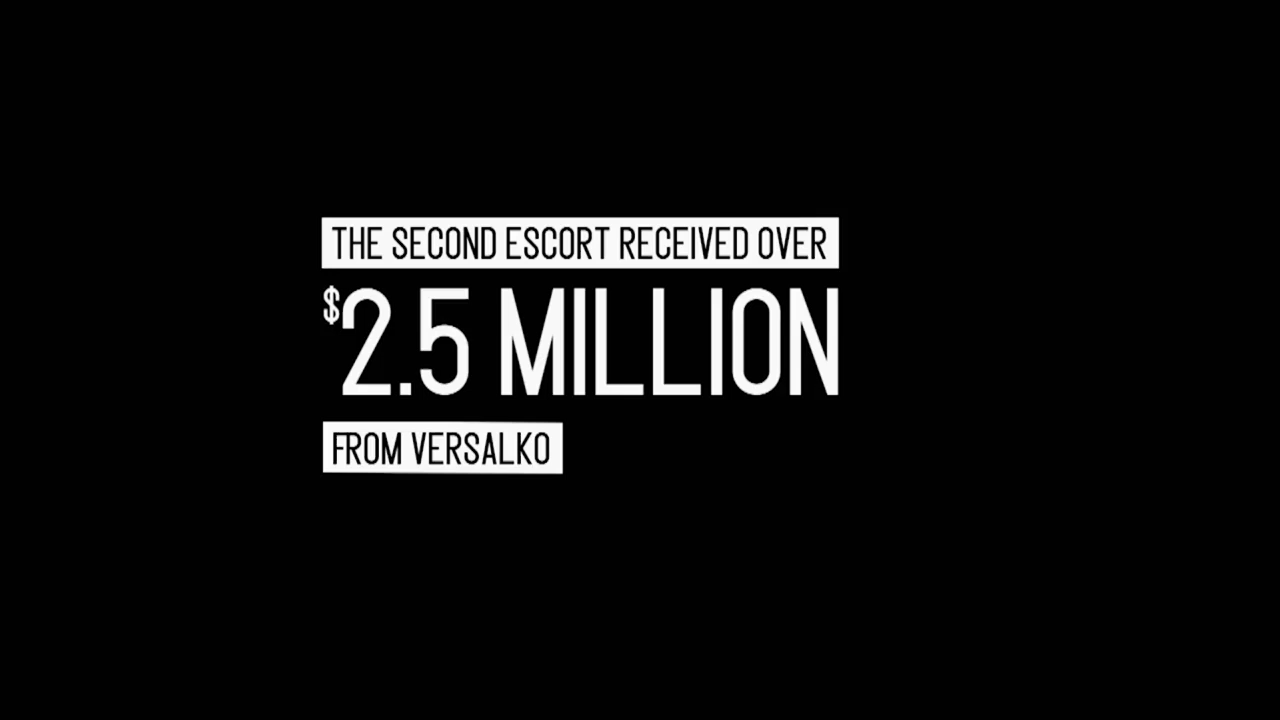 THE SECOND ESCORT RECEIVED OVER
$2.5 MILLION
FROM VERSALKO